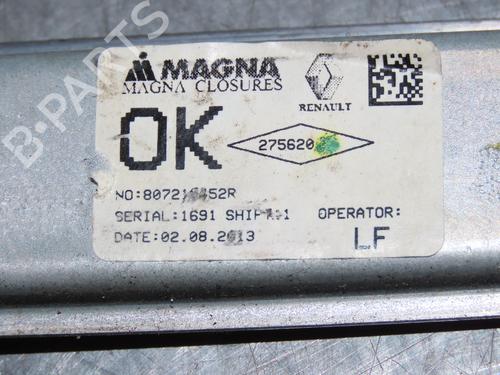 B-PARTS
MAGNA
MAGNA CLOSURES
RENAULT
OK
275620
SERIAL:1691
OPERATOR:
DATE:02.08.2013
LF